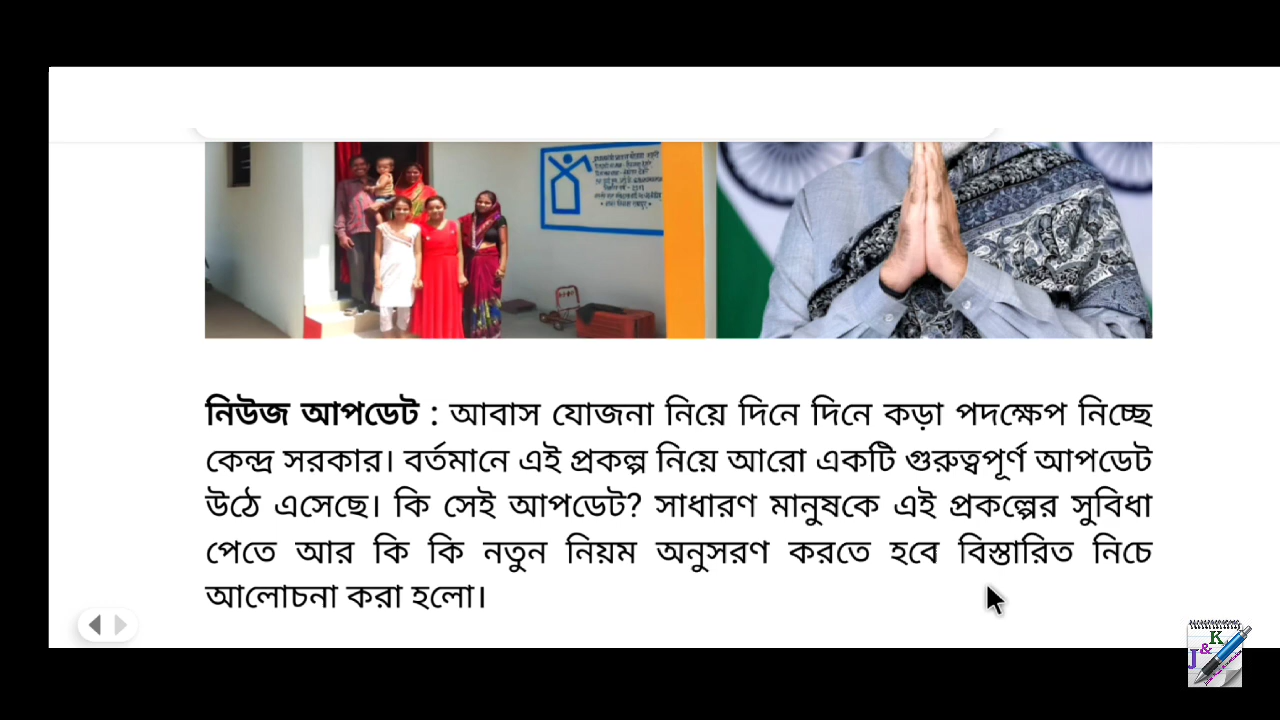 নিউজ আপডেট : আবাস যোজনা নিয়ে দিনে দিনে কড়া পদক্ষেপ নিচ্ছে
কেন্দ্র সরকার। বর্তমানে এই প্রকল্প নিয়ে আরো একটি গুরুত্বপূর্ণ আপডেট
উঠে এসেছে। কি সেই আপডেট? সাধারণ মানুষকে এই প্রকল্পের সুবিধা
পেতে আর কি কি নতুন নিয়ম অনুসরণ করতে হবে বিস্তারিত নিচে
আলোচনা করা হলো।
J&K